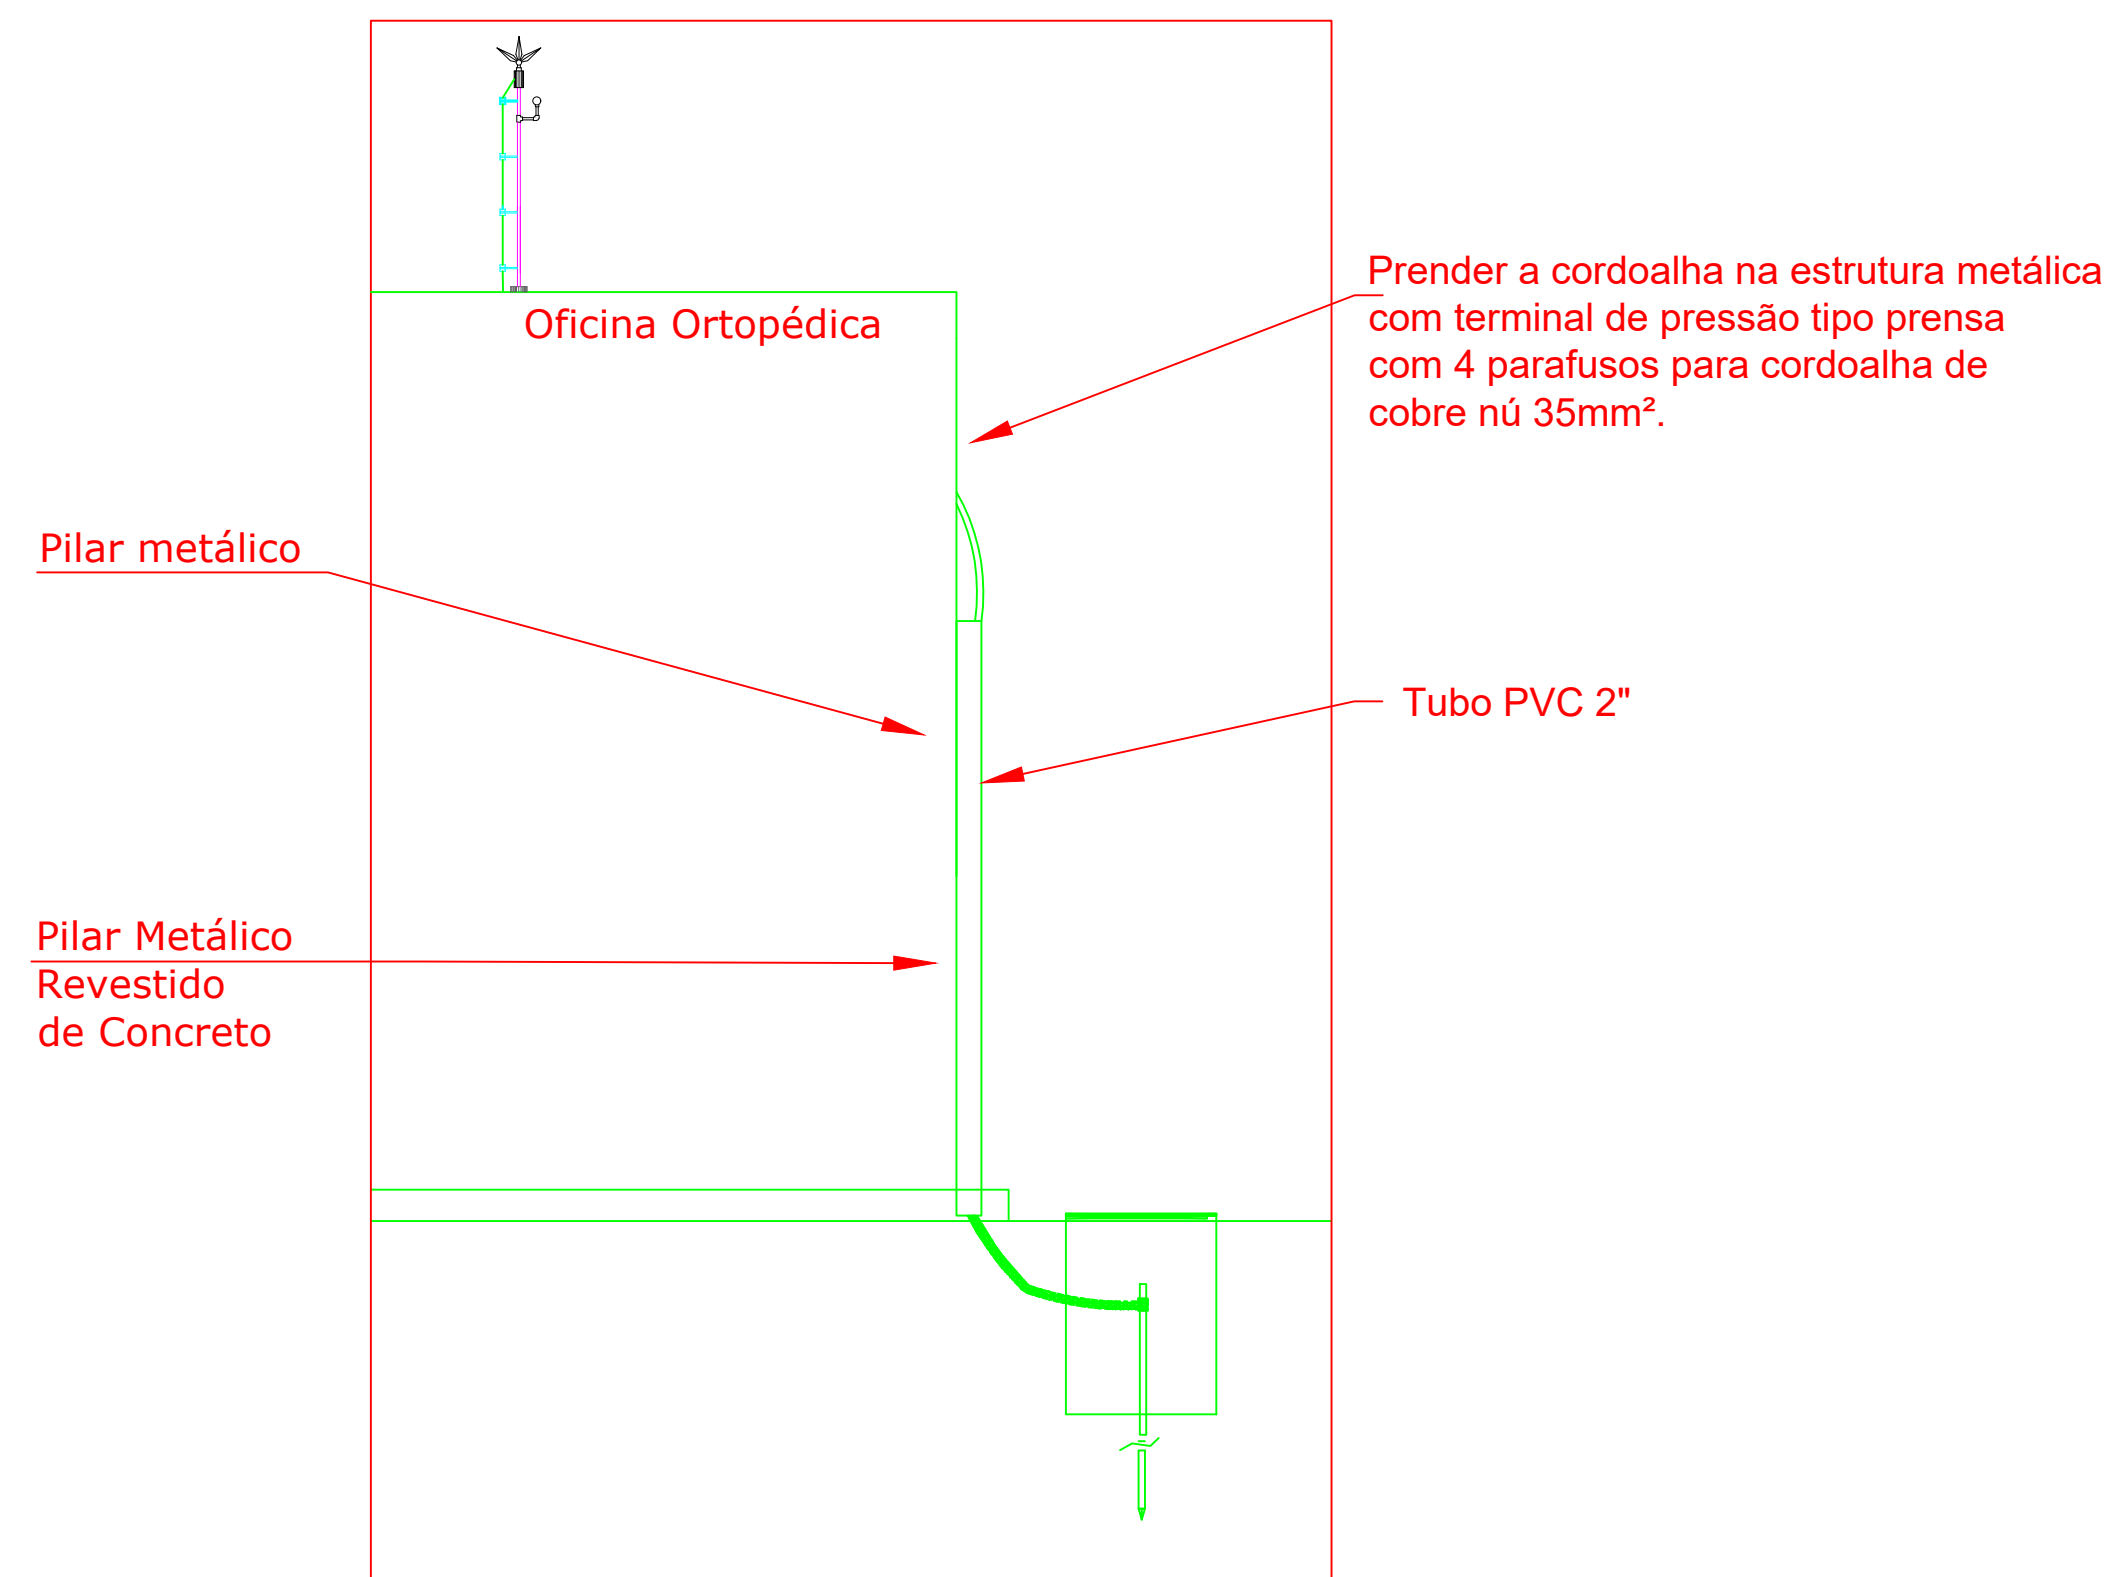 Oficina Ortopédica
Prender a cordoalha na estrutura metálica
com terminal de pressão tipo prensa
com 4 parafusos para cordoalha de
cobre nú 35mm².
Pilar metálico
Tubo PVC 2"
Pilar Metálico
Revestido
de Concreto